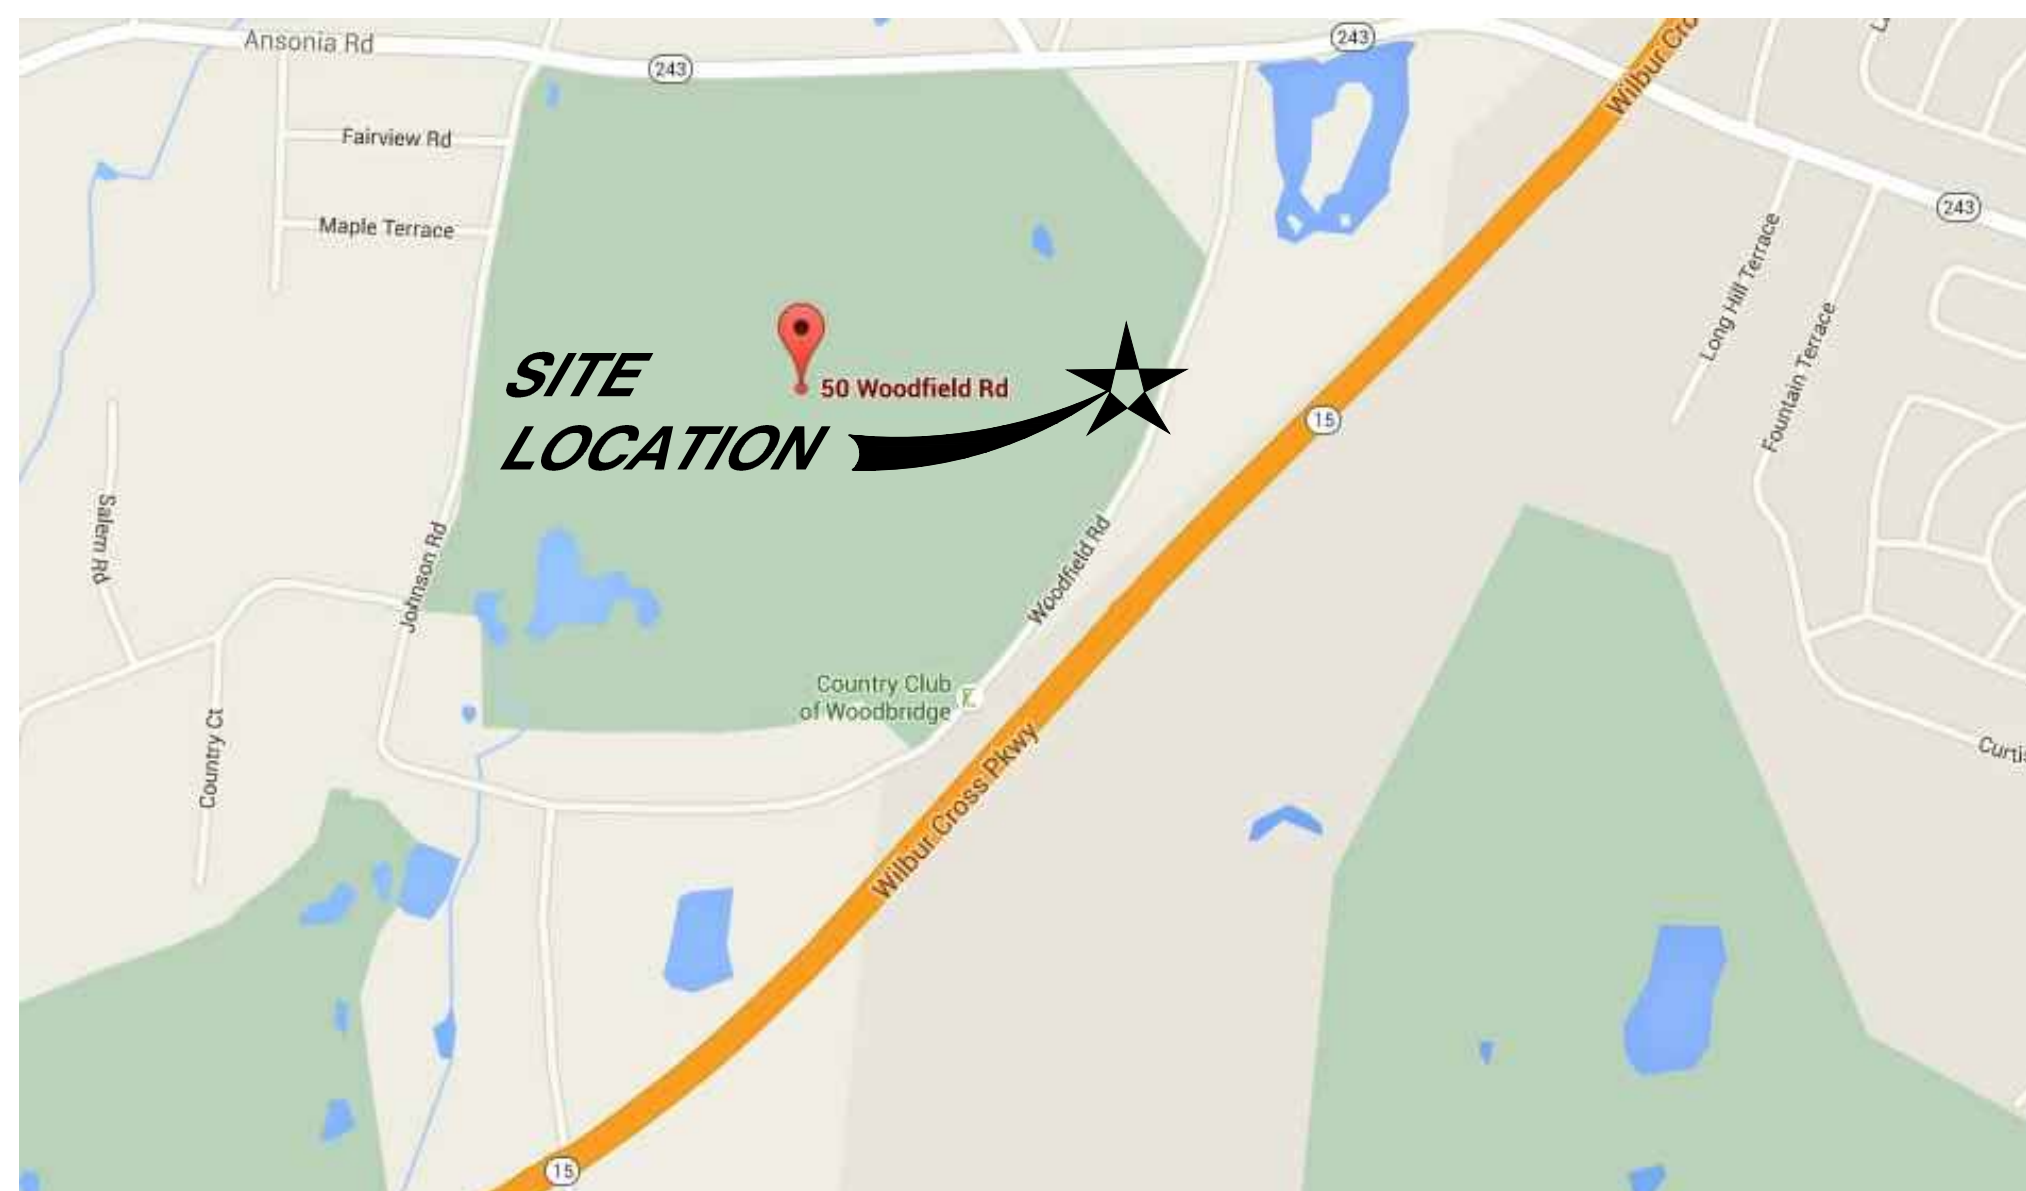 Ansonia Rd
243
243
Wilbur Cro
Fairview Rd
Maple Terrace
243
Long Hill Terrace
Fountain Terrace
SITE
LOCATION
50 Woodfield Rd
15
Salem Rd
Johnson Rd
Woodfield Rd
Country Club
of Woodbridge
Country Ct
Wilbur Cross Pkwy
Curtis
15